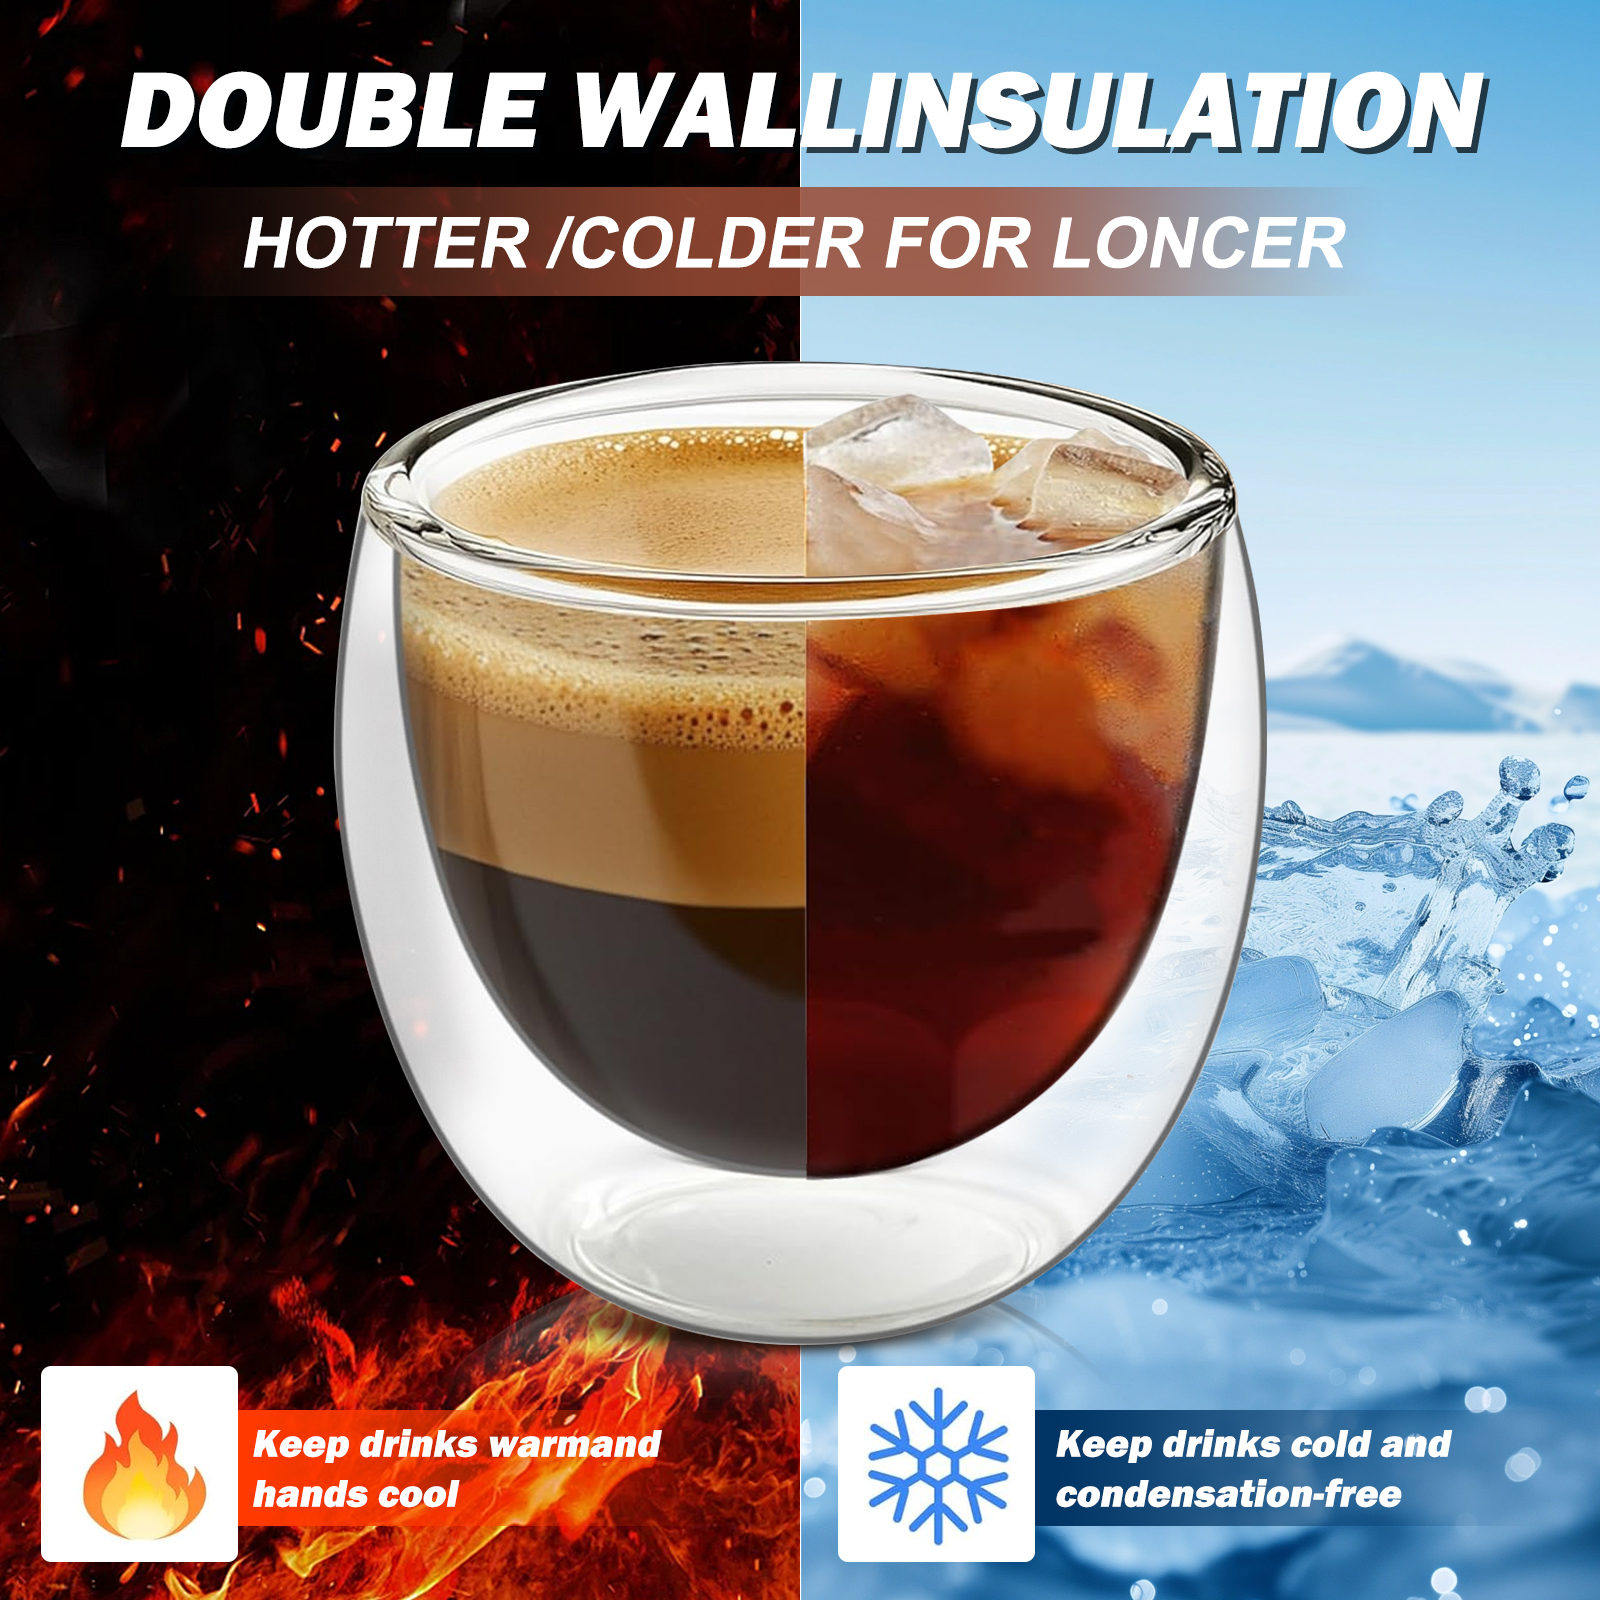 DOUBLE WALLINSULATION
HOTTER /COLDER FOR LONCER
Keep drinks warmand
hands cool
Keep drinks cold and
condensation-free